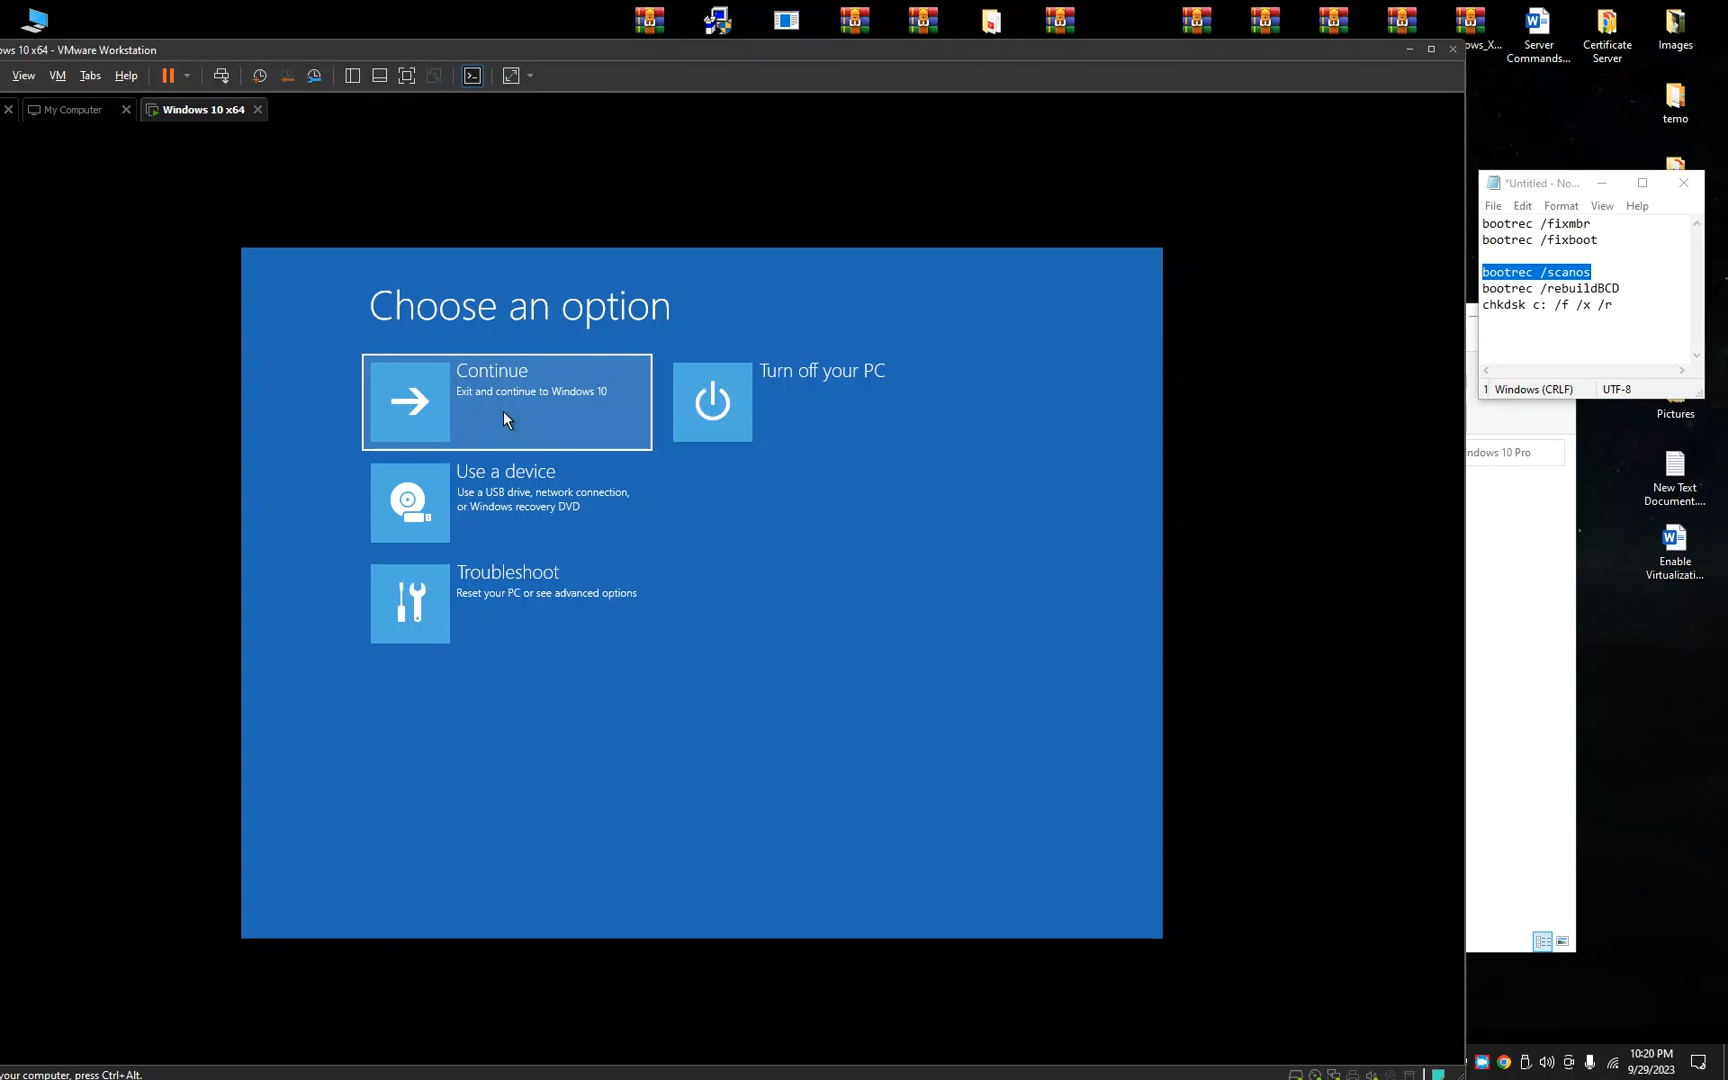 ows 10 x64 - VMware Workstation
View VM Tabs Help
My Computer
Windows 10 x64
Choose an option
Continue
Exit and continue to Windows 10
Turn off your PC
Use a device
Use a USB drive, network connection,
or Windows recovery DVD
Troubleshoot
Reset your PC or see advanced options
your computer, press Ctrl+Alt.
ows_X...
Server
Commands...
Certificate
Server
Images
temo
*Untitled - No...
File Edit Format View Help
bootrec /fixmbr
bootrec /fixboot
bootrec /scanos
bootrec /rebuildBCD
chkdsk c: /f /x /r
1 Windows (CRLF) UTF-8
Pictures
ndows 10 Pro
New Text
Document....
Enable
Virtualizati...
10:20 PM
9/29/2023